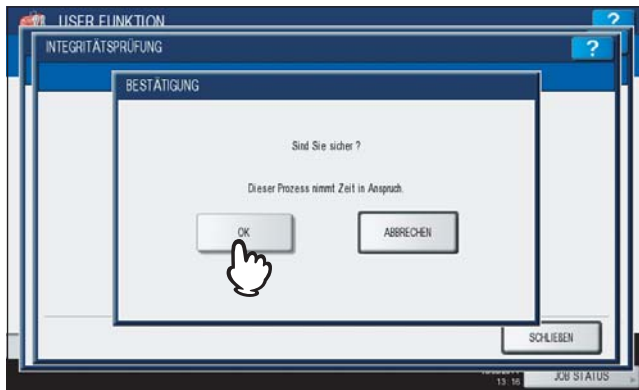 USER FUNKTION
?
INTEGRITÄTSPRÜFUNG
?
BESTÄTIGUNG
Sind Sie sicher ?
Dieser Prozess nimmt Zeit in Anspruch.
OK
ABBRECHEN
SCHLIEßEN
13:16
JOB STATUS